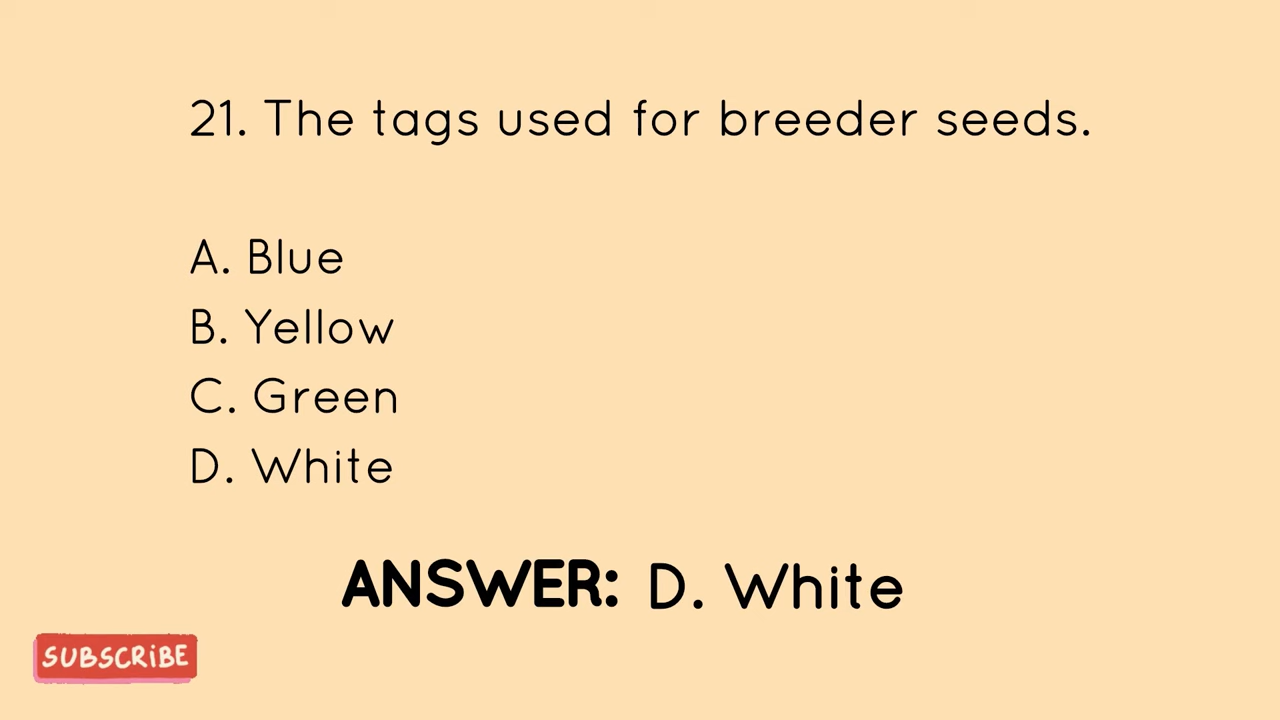 21. The tags used for breeder seeds.
A. Blue
B. Yellow
C. Green
D. White
ANSWER: D. White
SUBSCRiBE